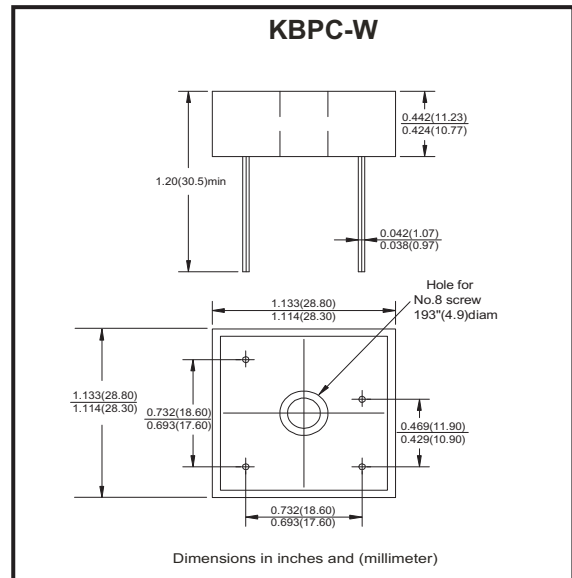 KBPC-W
0.442(11.23)
0.424(10.77)
1.20(30.5)min
0.042(1.07)
0.038(0.97)
Hole for
No.8 screw
193"(4.9)diam
1.133(28.80)
1.114(28.30)
1.133(28.80)
1.114(28.30)
0.732(18.60)
0.693(17.60)
0.469(11.90)
0.429(10.90)
0.732(18.60)
0.693(17.60)
Dimensions in inches and (millimeter)